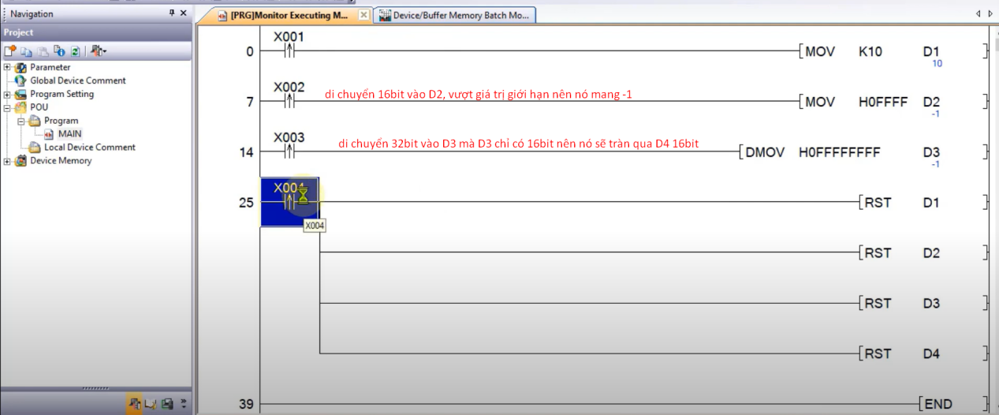 Navigation
[PRG]Monitor Executing M...
Device/Buffer Memory Batch Mo...
Project
Parameter
Global Device Comment
Program Setting
POU
Program
MAIN
Local Device Comment
Device Memory
X001
0
[MOV K10 D1 ]
10
X002
7
di chuyển 16bit vào D2, vượt giá trị giới hạn nên nó mang -1
[MOV H0FFFF D2 ]
-1
X003
14
di chuyển 32bit vào D3 mà D3 chỉ có 16bit nên nó sẽ tràn qua D4 16bit
[DMOV H0FFFFFFFF D3 ]
-1
X004
25
[RST D1 ]
X004
[RST D2 ]
[RST D3 ]
[RST D4 ]
39
[END ]